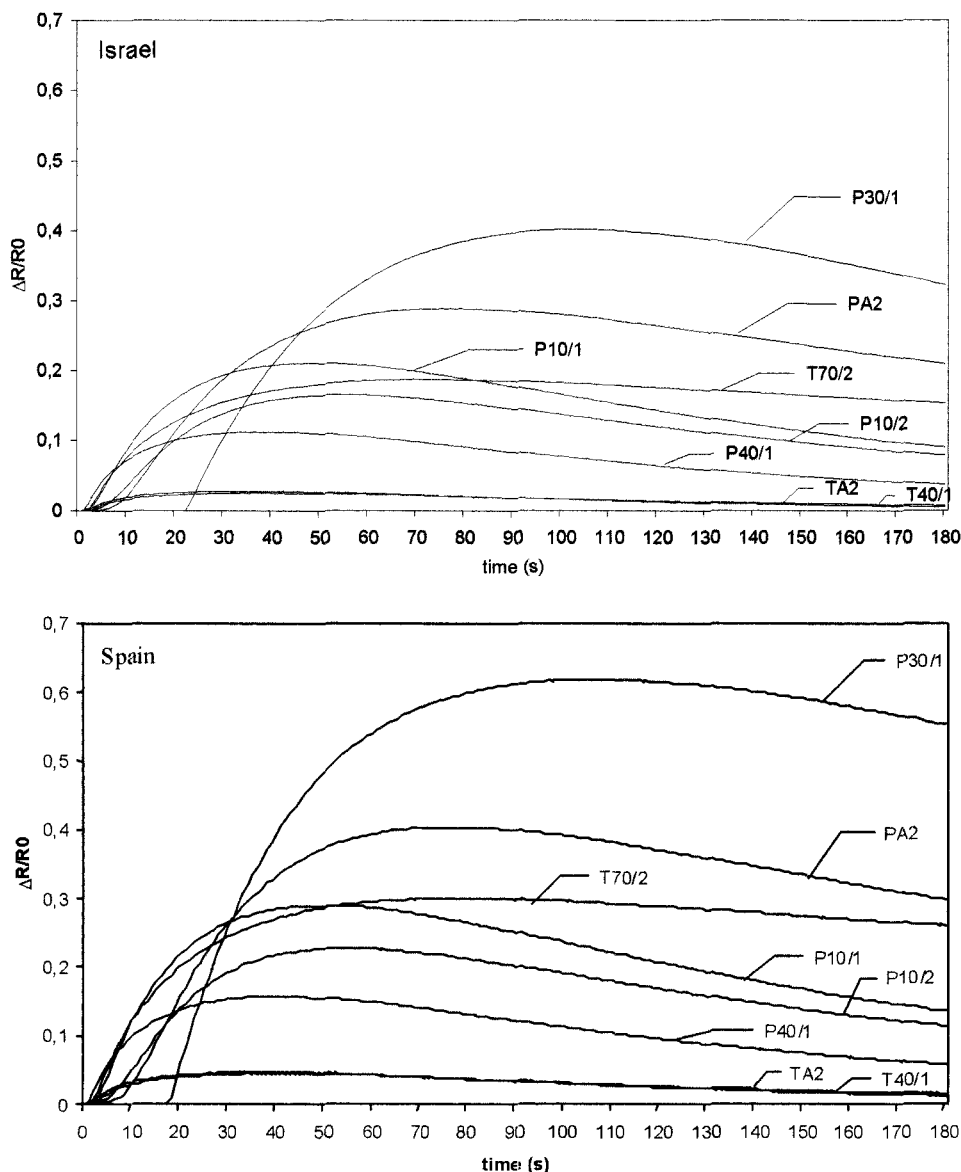 0,7
Israel
0,6
0,5
0,4
0,3
0,2
0,1
0
ΔR/R0
P30/1
PA2
P10/1
T70/2
P10/2
P40/1
TA2
T40/1
0 10 20 30 40 50 60 70 80 90 100 110 120 130 140 150 160 170 180
time (s)
0,7
Spain
0,6
0,5
0,4
0,3
0,2
0,1
0
ΔR/R0
P30/1
PA2
T70/2
P10/1
P10/2
P40/1
TA2
T40/1
0 10 20 30 40 50 60 70 80 90 100 110 120 130 140 150 160 170 180
time (s)